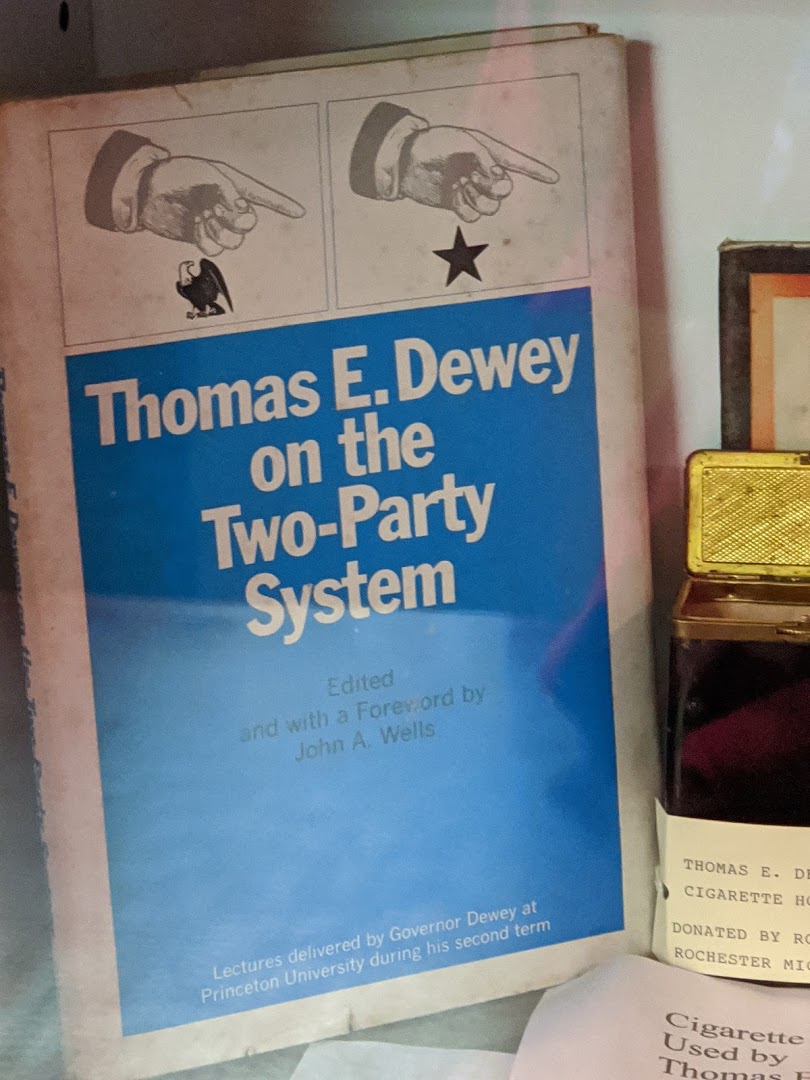 Thomas E. Dewey
on the
Two-Party
System
Edited
and with a Foreword by
John A. Wells
Lectures delivered by Governor Dewey at
Princeton University during his second term
THOMAS E. DE
CIGARETTE HO
DONATED BY RO
ROCHESTER MIC
Cigarette
Used by
Thomas E